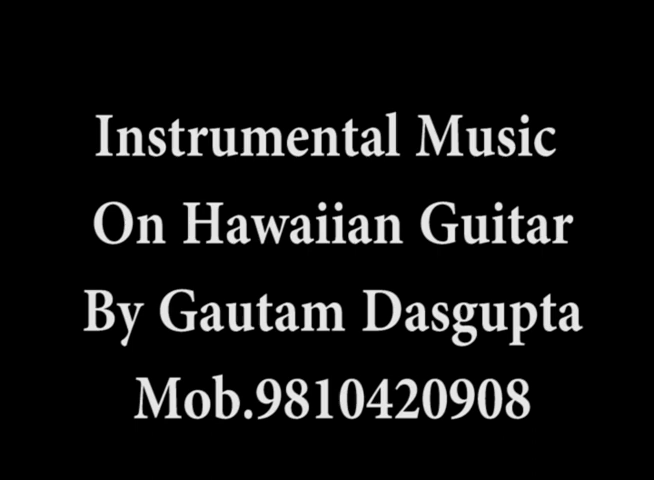 Instrumental Music
On Hawaiian Guitar
By Gautam Dasgupta
Mob.9810420908